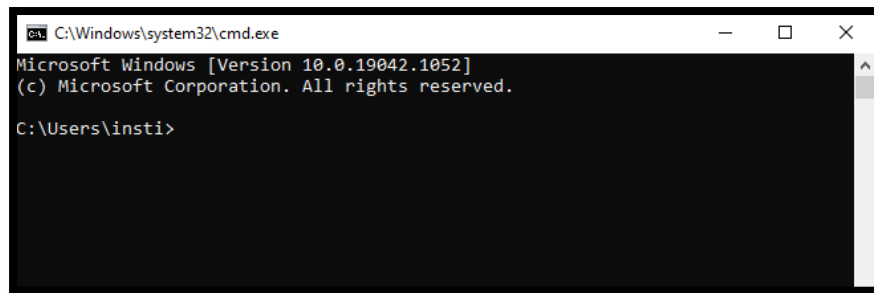 C:\Windows\system32\cmd.exe
Microsoft Windows [Version 10.0.19042.1052]
(c) Microsoft Corporation. All rights reserved.
C:\Users\insti>